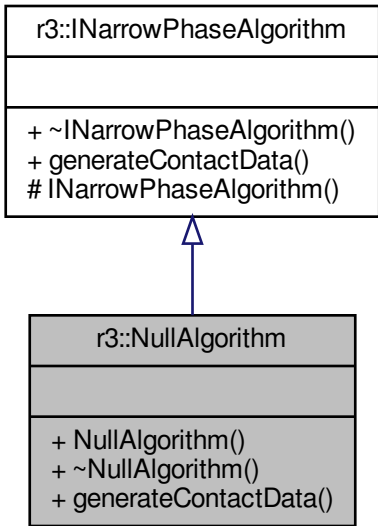 r3::INarrowPhaseAlgorithm
+ ~INarrowPhaseAlgorithm()
+ generateContactData()
# INarrowPhaseAlgorithm()
r3::NullAlgorithm
+ NullAlgorithm()
+ ~NullAlgorithm()
+ generateContactData()